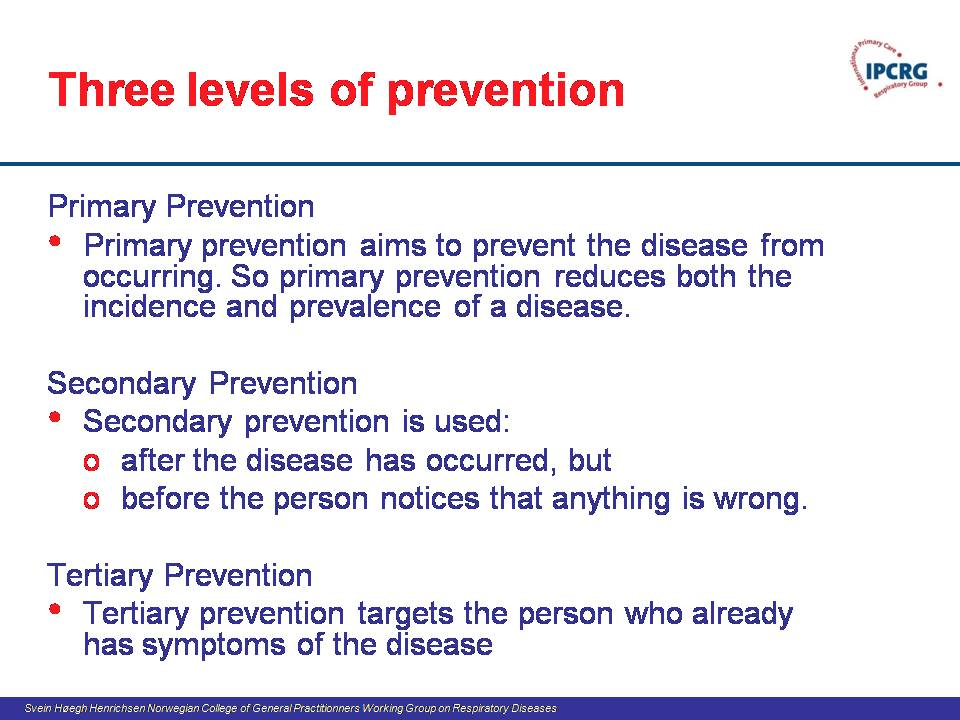 Three levels of prevention
International Primary Care
IPCRG
Respiratory Group
Primary Prevention
• Primary prevention aims to prevent the disease from
occurring. So primary prevention reduces both the
incidence and prevalence of a disease.
Secondary Prevention
• Secondary prevention is used:
o after the disease has occurred, but
o before the person notices that anything is wrong.
Tertiary Prevention
• Tertiary prevention targets the person who already
has symptoms of the disease
Svein Høegh Henrichsen Norwegian College of General Practitionners Working Group on Respiratory Diseases